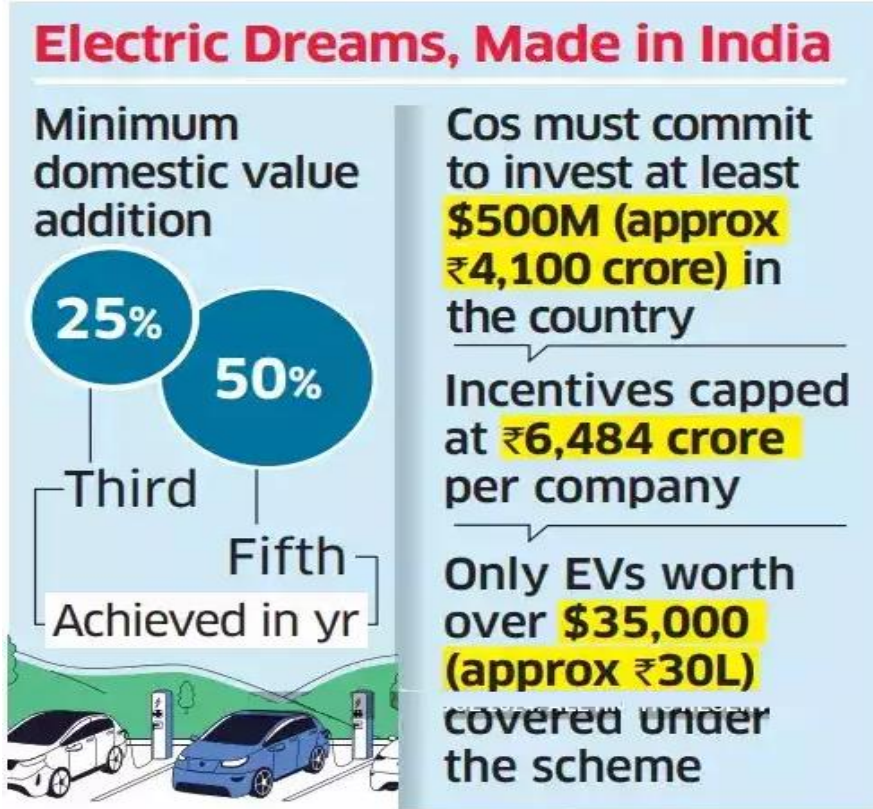 Electric Dreams, Made in India
Minimum
domestic value
addition
25%
50%
Third
Fifth
Achieved in yr
Cos must commit
to invest at least
$500M (approx
₹4,100 crore) in
the country
Incentives capped
at ₹6,484 crore
per company
Only EVs worth
over $35,000
(approx ₹30L)
covered under
the scheme